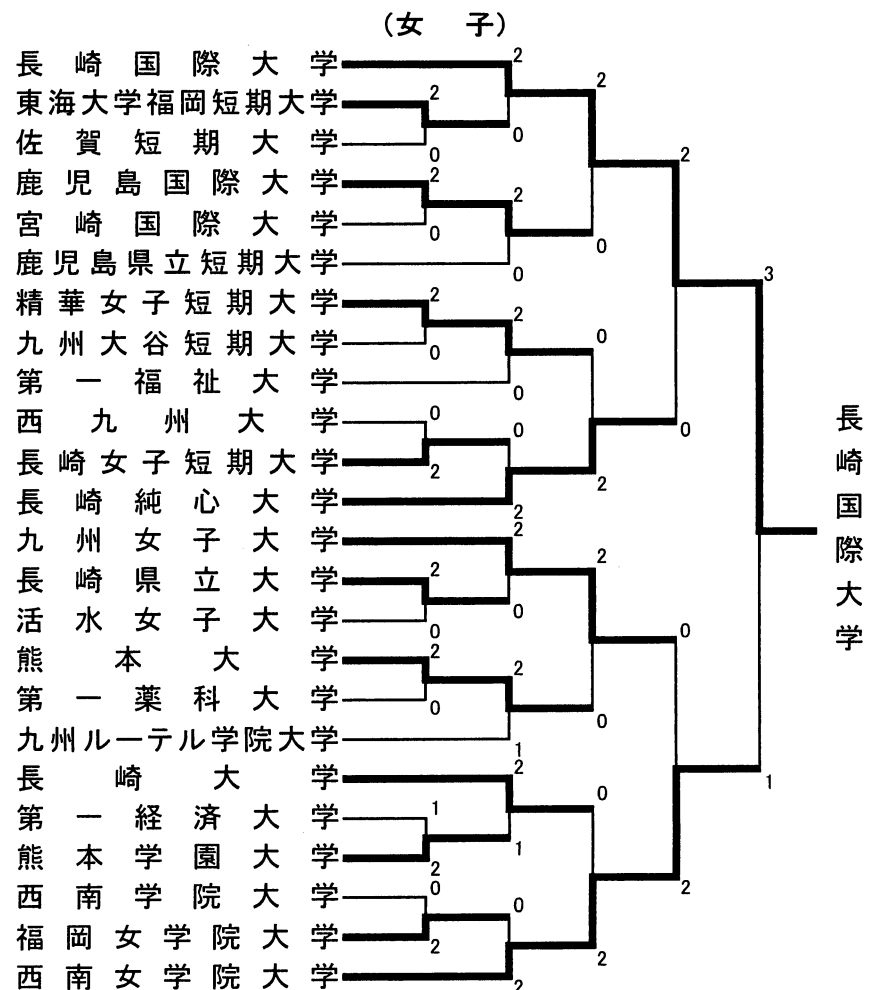 （女 子）
長崎国際大学
東海大学福岡短期大学
佐賀短期大学
鹿児島国際大学
宮崎国際大学
鹿児島県立短期大学
精華女子短期大学
九州大谷短期大学
第一福祉大学
西九州大学
長崎女子短期大学
長崎純心大学
九州女子大学
長崎県立大学
活水女子大学
熊本大学
第一薬科大学
九州ルーテル学院大学
長崎大学
第一経済大学
熊本学園大学
西南学院大学
福岡女学院大学
西南女学院大学
2
0
2
0
2
0
2
0
2
0
2
0
0
2
0
2
2
0
2
0
2
0
2
1
1
2
2
1
0
2
0
2
2
0
0
2
2
0
0
2
2
0
0
2
3
1
長崎国際大学